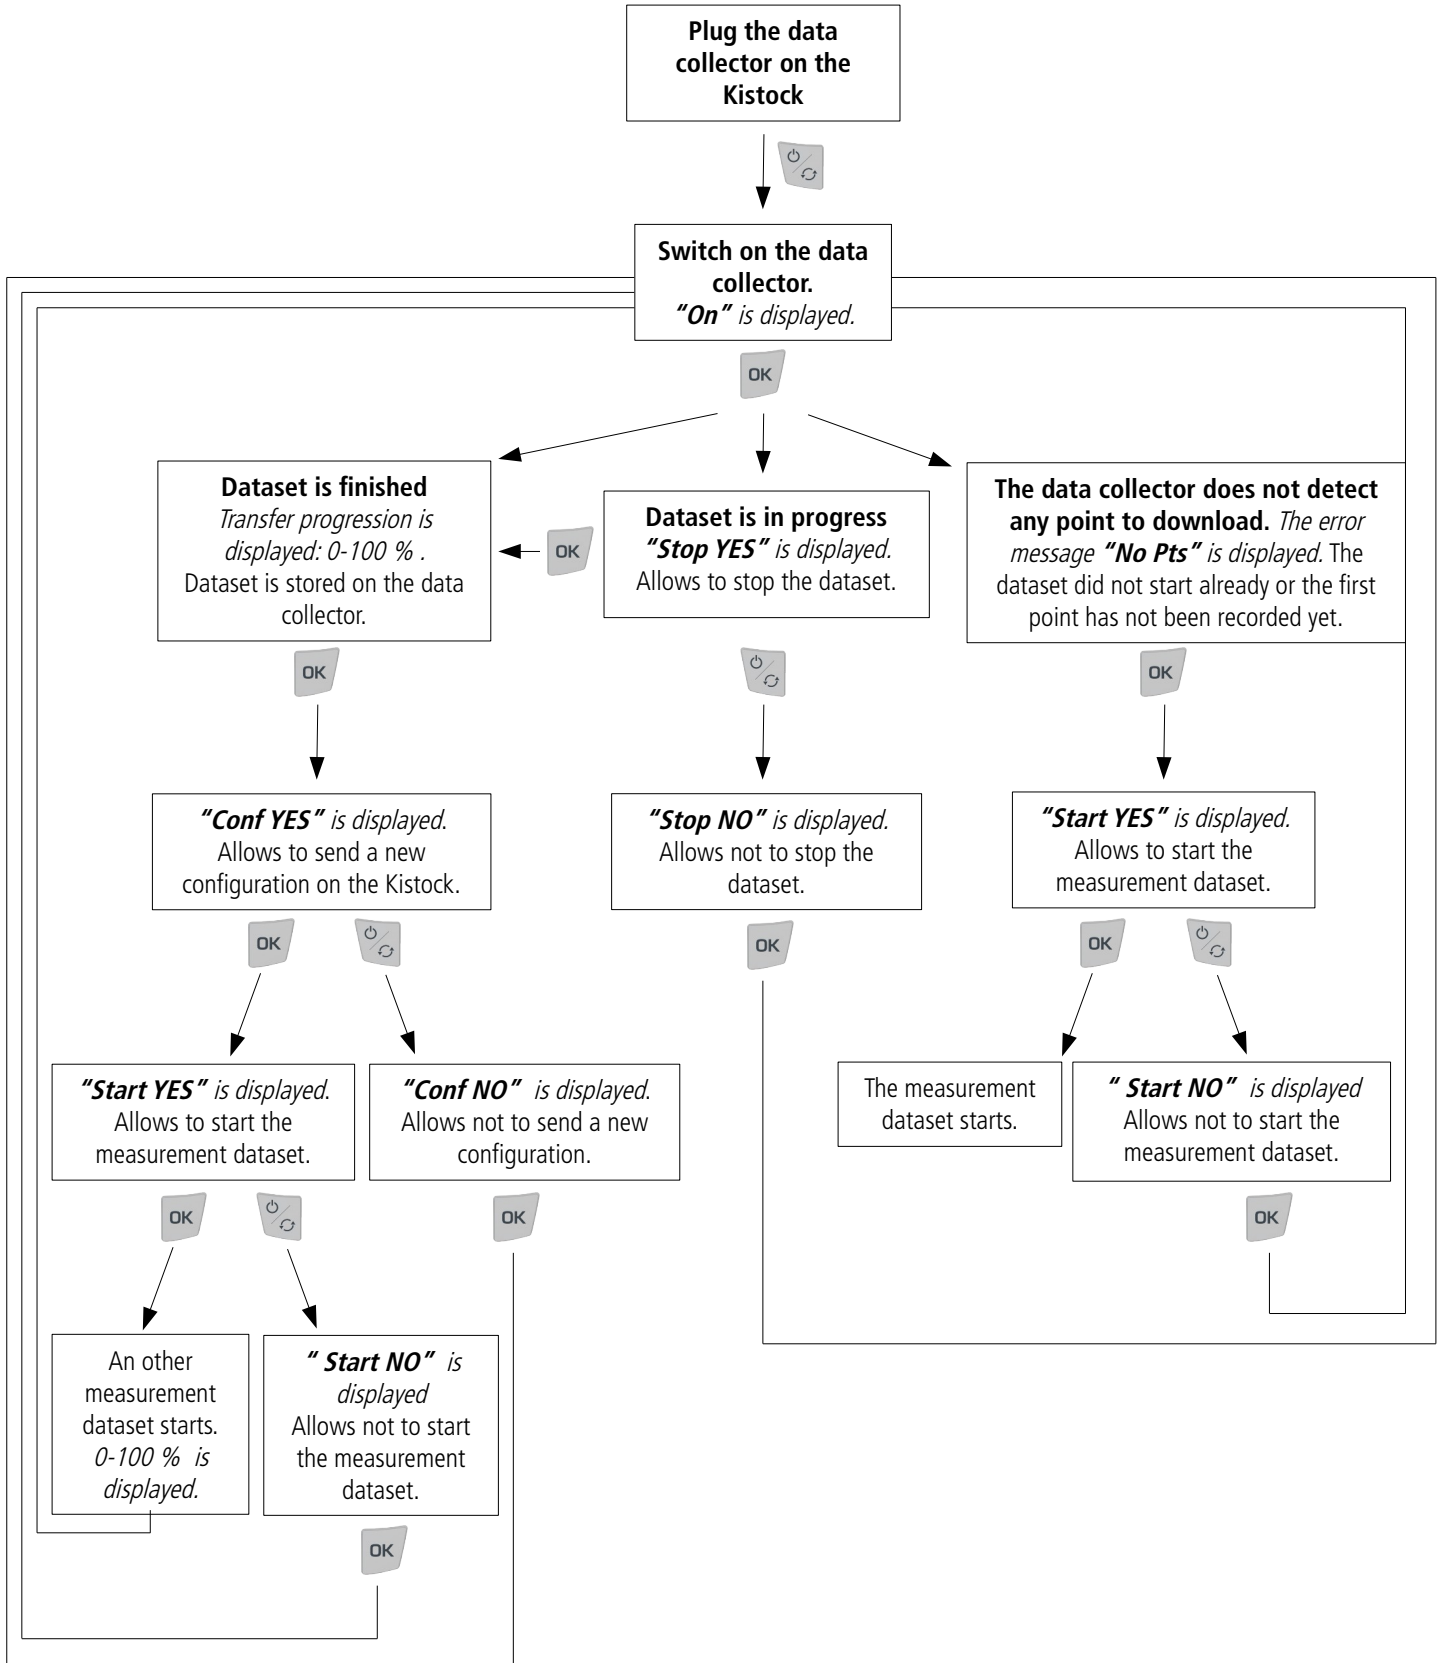 Plug the data
collector on the
Kistock
Switch on the data
collector.
“On” is displayed.
OK
Dataset is finished
Transfer progression is
displayed: 0-100 % .
Dataset is stored on the data
collector.
OK
Dataset is in progress
“Stop YES” is displayed.
Allows to stop the dataset.
The data collector does not detect
any point to download. The error
message “No Pts” is displayed. The
dataset did not start already or the first
point has not been recorded yet.
OK
OK
“Conf YES” is displayed.
Allows to send a new
configuration on the Kistock.
“Stop NO” is displayed.
Allows not to stop the
dataset.
“Start YES” is displayed.
Allows to start the
measurement dataset.
OK
OK
OK
“Start YES” is displayed.
Allows to start the
measurement dataset.
“Conf NO” is displayed.
Allows not to send a new
configuration.
The measurement
dataset starts.
“ Start NO” is displayed
Allows not to start the
measurement dataset.
OK
OK
OK
An other
measurement
dataset starts.
0-100 % is
displayed.
“ Start NO” is
displayed
Allows not to start
the measurement
dataset.
OK